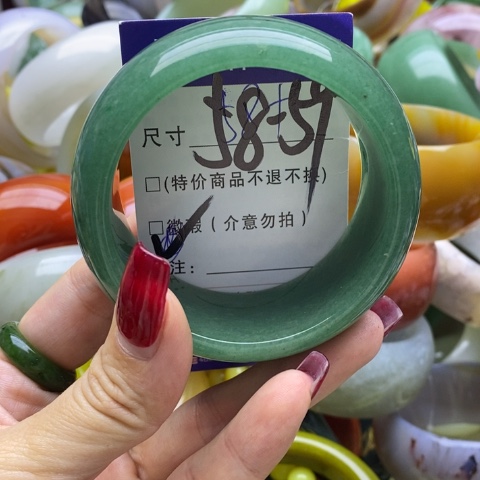 尺寸 58-59
□(特价商品不退不换)
□微瑕(介意勿拍)
注: